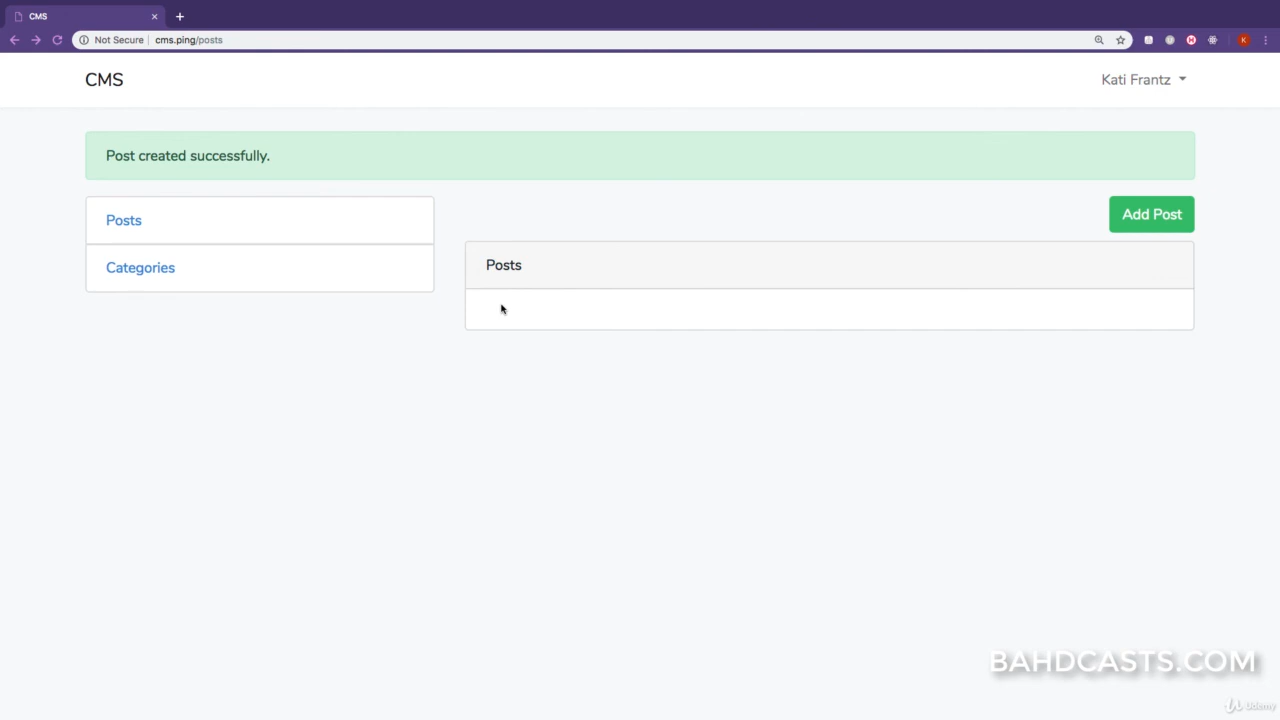 CMS
Not Secure | cms.ping/posts
K
CMS
Kati Frantz
Post created successfully.
Posts
Add Post
Categories
Posts
BAHDCASTS.COM
Udemy